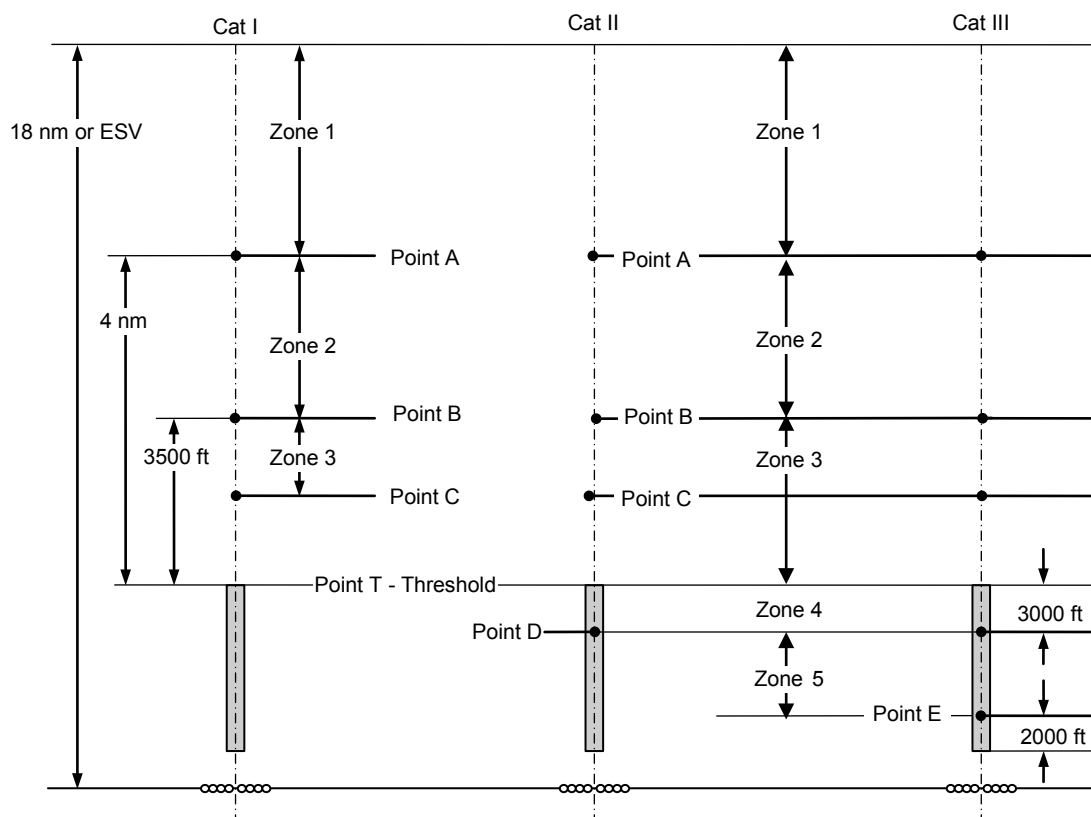 Cat I
Cat II
Cat III
18 nm or ESV
Zone 1
Zone 1
Point A
Point A
4 nm
Zone 2
Zone 2
Point B
Point B
3500 ft
Zone 3
Zone 3
Point C
Point C
Point T - Threshold
Zone 4
3000 ft
Point D
Zone 5
Point E
2000 ft